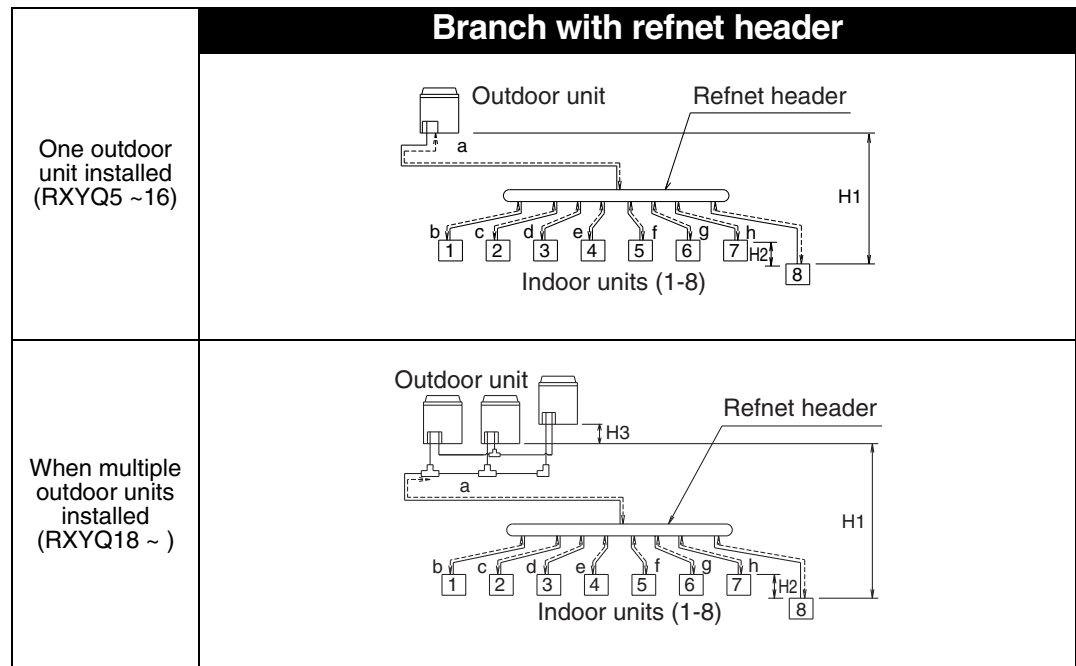 Branch with refnet header
One outdoor
unit installed
(RXYQ5 ~16)
Outdoor unit
Refnet header
a
H1
b c d e f g h
1 2 3 4 5 6 7
H2
8
Indoor units (1-8)
When multiple
outdoor units
installed
(RXYQ18 ~ )
Outdoor unit
Refnet header
H3
a
H1
b c d e f g h
1 2 3 4 5 6 7
H2
8
Indoor units (1-8)